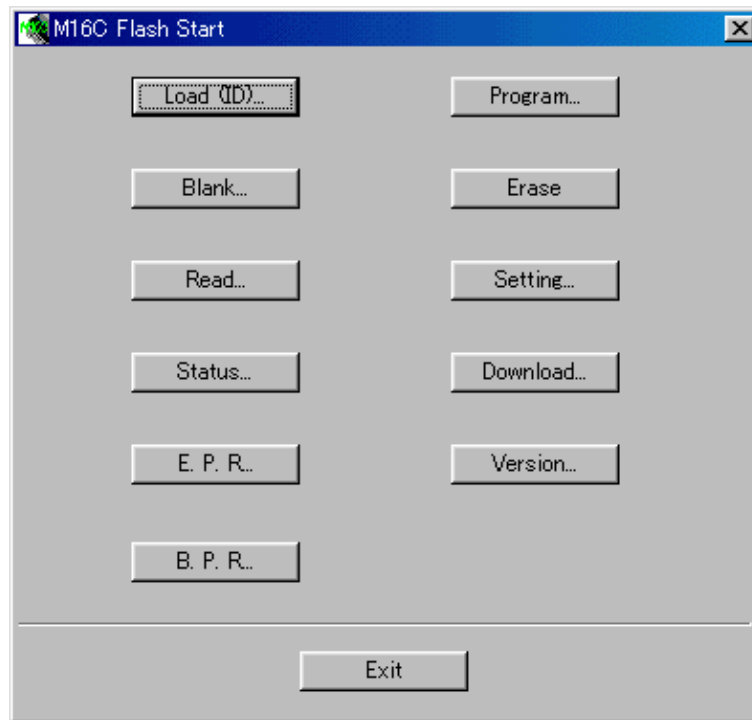 M16C Flash Start
Load (ID)...
Program...
Blank...
Erase
Read...
Setting...
Status...
Download...
E. P. R...
Version...
B. P. R...
Exit